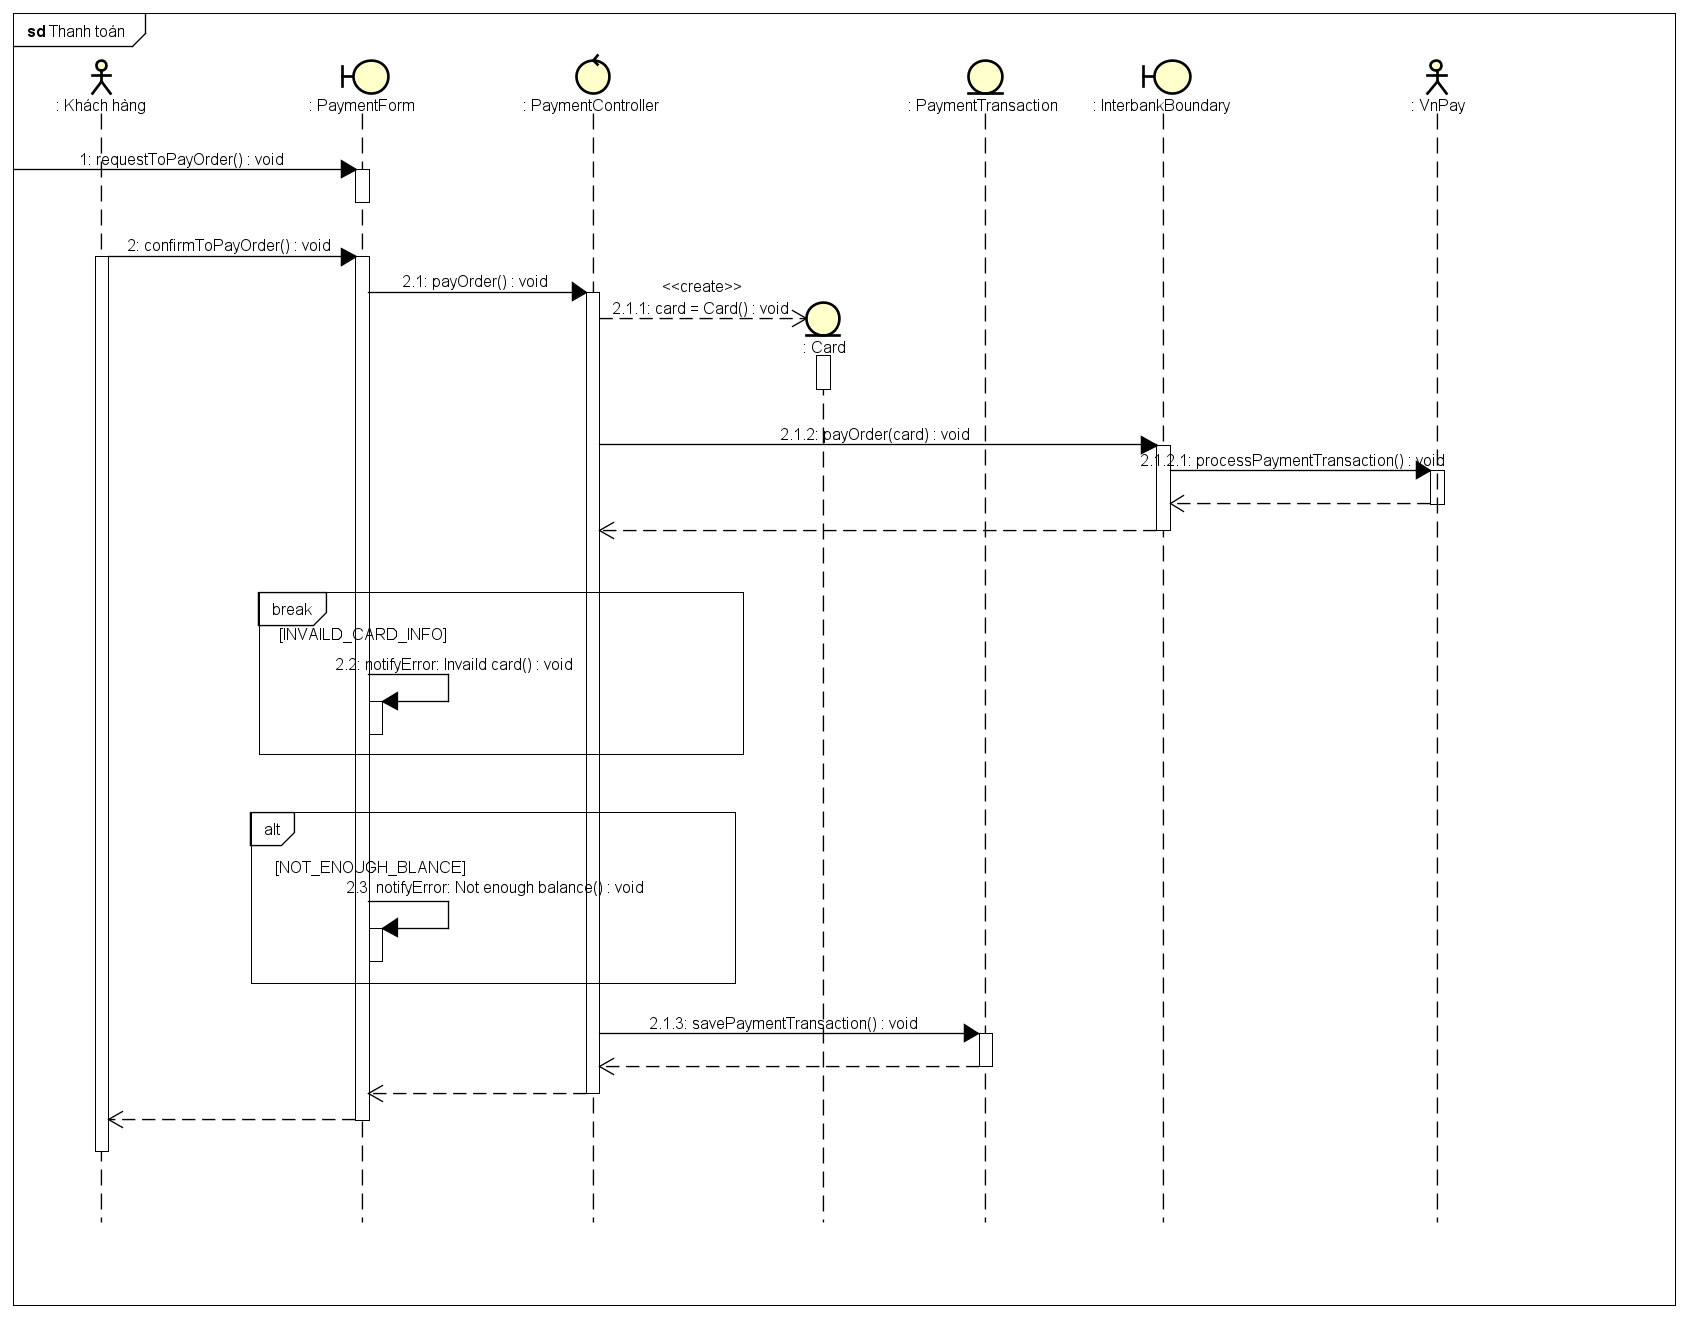 sd Thanh toán
: Khách hàng
: PaymentForm
: PaymentController
: PaymentTransaction
: InterbankBoundary
: VnPay
1: requestToPayOrder() : void
2: confirmToPayOrder() : void
2.1: payOrder() : void
<<create>>
2.1.1: card = Card() : void
: Card
2.1.2: payOrder(card) : void
2.1.2.1: processPaymentTransaction() : void
break
[INVAILD_CARD_INFO]
2.2: notifyError: Invaild card() : void
alt
[NOT_ENOUGH_BLANCE]
2.3: notifyError: Not enough balance() : void
2.1.3: savePaymentTransaction() : void